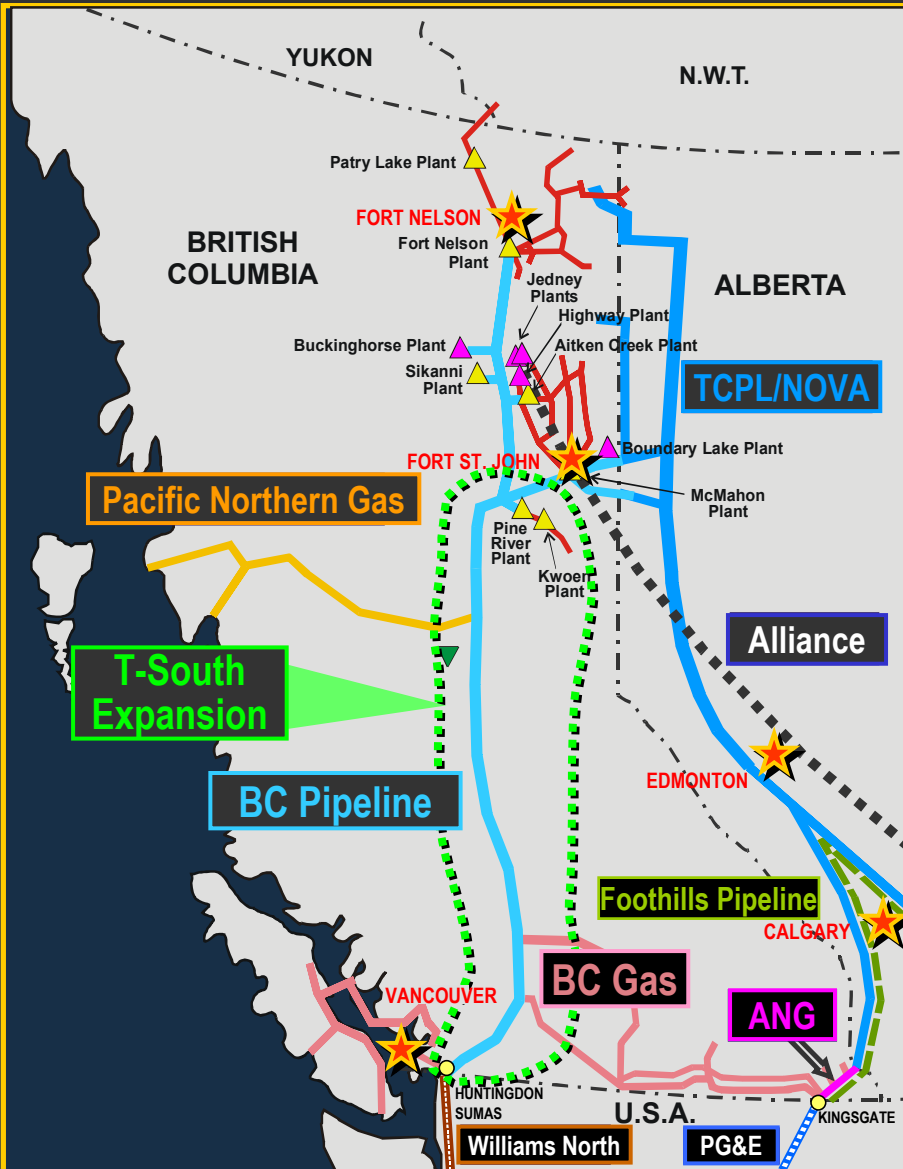 YUKON
N.W.T.
Patry Lake Plant
FORT NELSON
BRITISH
COLUMBIA
Fort Nelson
Plant
ALBERTA
Jedney
Plants
Highway Plant
Buckinghorse Plant
Aitken Creek Plant
Sikanni
Plant
TCPL/NOVA
Boundary Lake Plant
FORT ST. JOHN
Pacific Northern Gas
McMahon
Plant
Pine
River
Plant
Kwoen
Plant
Alliance
T-South
Expansion
EDMONTON
BC Pipeline
Foothills Pipeline
CALGARY
BC Gas
VANCOUVER
ANG
HUNTINGDON
SUMAS
U.S.A.
KINGSGATE
Williams North
PG&E